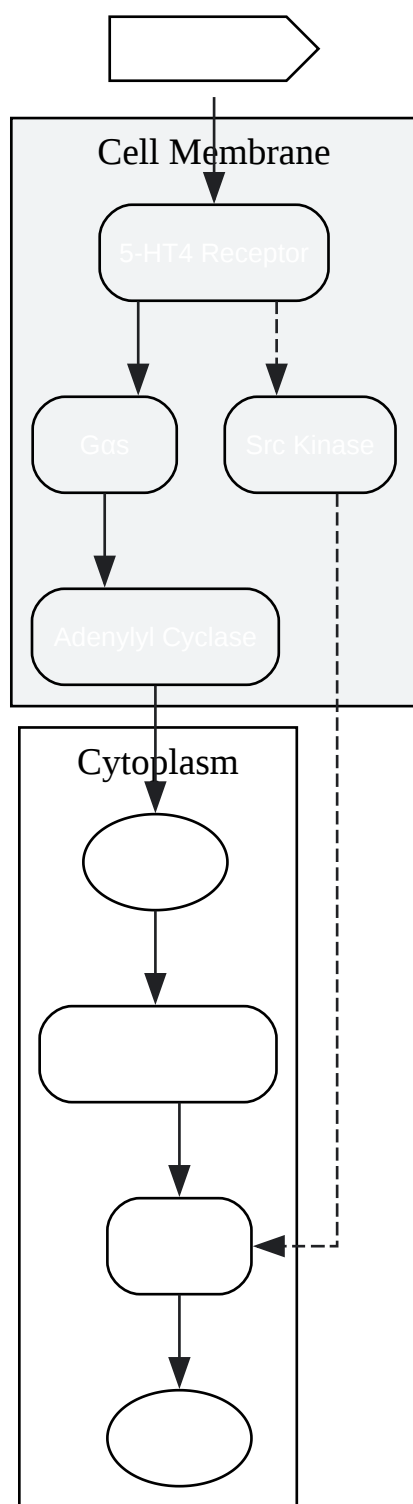 Cell Membrane
5-HT4 Receptor
Gαs
Src Kinase
Adenylyl Cyclase
Cytoplasm